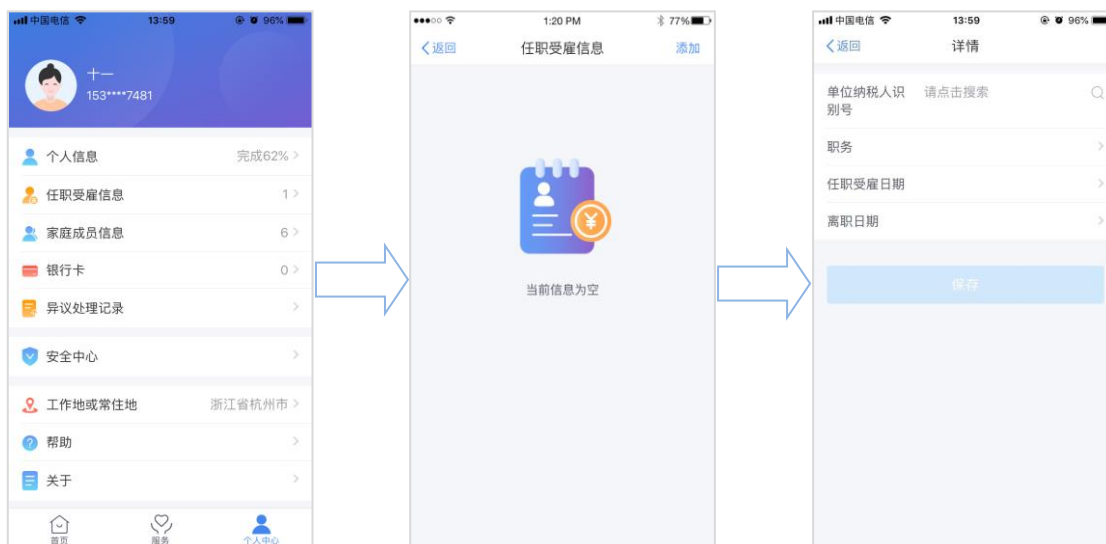 中国电信 13:59 96%
十一
153****7481
个人信息 完成62%
任职受雇信息 1
家庭成员信息 6
银行卡 0
异议处理记录
安全中心
工作地或常住地 浙江省杭州市
帮助
关于
首页 服务 个人中心
1:20 PM 77%
返回 任职受雇信息 添加
¥
当前信息为空
中国电信 13:59 96%
返回 详情
单位纳税人识 请点击搜索
别号
职务
任职受雇日期
离职日期
保存